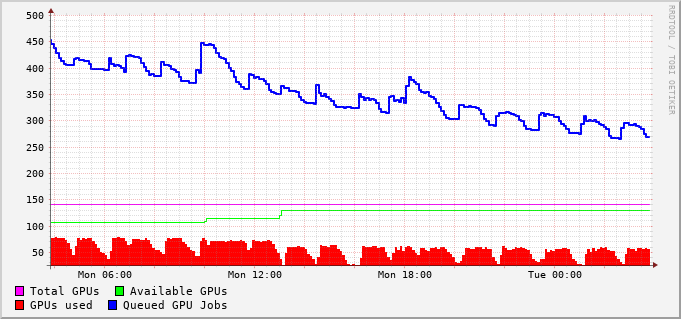 500
450
400
350
300
250
200
150
100
50
Mon 06:00 Mon 12:00 Mon 18:00 Tue 00:00
Total GPUs Available GPUs
GPUs used Queued GPU Jobs
RRDTOOL / TOBI OETIKER